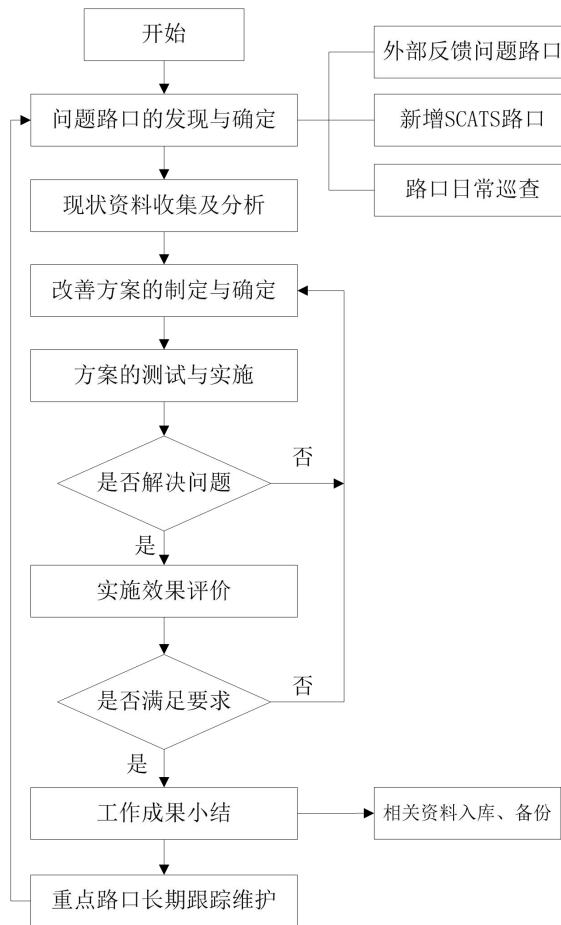 开始
外部反馈问题路口
问题路口的发现与确定
新增SCATS路口
路口日常巡查
现状资料收集及分析
改善方案的制定与确定
方案的测试与实施
否
是否解决问题
是
实施效果评价
是否满足要求
否
是
工作成果小结
相关资料入库、备份
重点路口长期跟踪维护